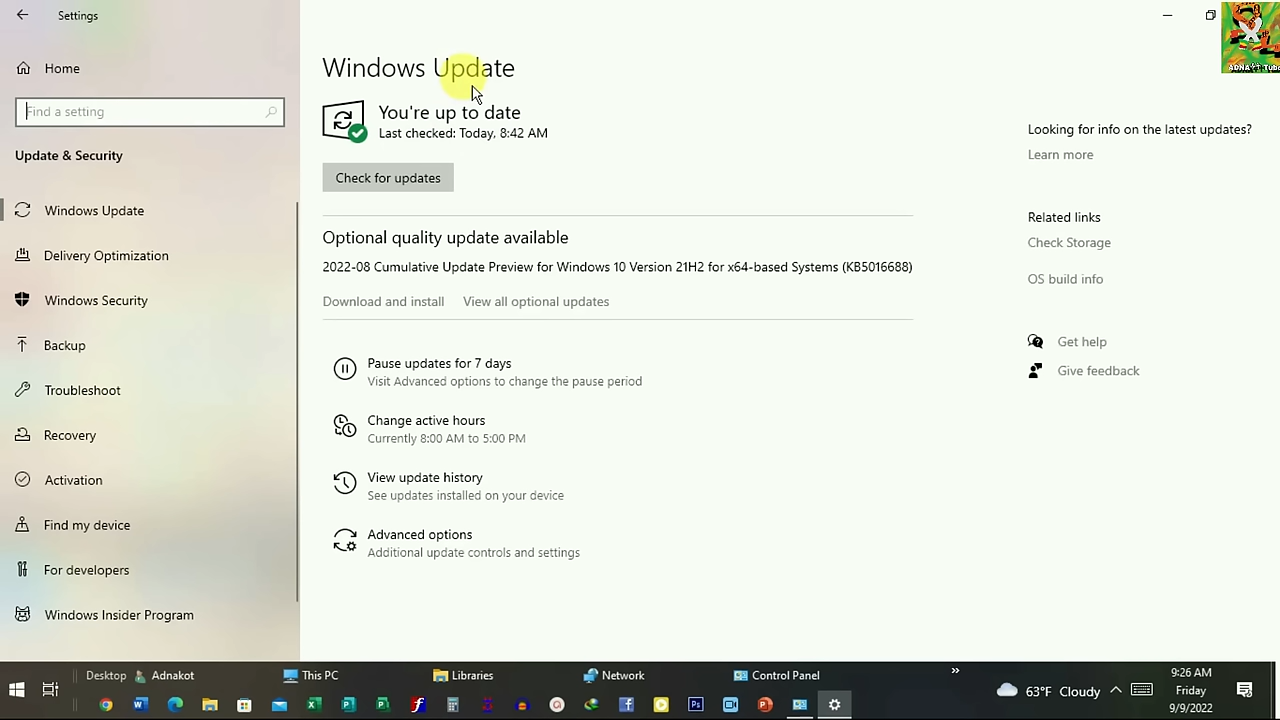 Settings
Home
Find a setting
Update & Security
Windows Update
Delivery Optimization
Windows Security
Backup
Troubleshoot
Recovery
Activation
Find my device
For developers
Windows Insider Program
Windows Update
You're up to date
Last checked: Today, 8:42 AM
Check for updates
Optional quality update available
2022-08 Cumulative Update Preview for Windows 10 Version 21H2 for x64-based Systems (KB5016688)
Download and install View all optional updates
Pause updates for 7 days
Visit Advanced options to change the pause period
Change active hours
Currently 8:00 AM to 5:00 PM
View update history
See updates installed on your device
Advanced options
Additional update controls and settings
Looking for info on the latest updates?
Learn more
Related links
Check Storage
OS build info
Get help
Give feedback
Desktop Adnakot This PC Libraries Network Control Panel
63°F Cloudy
9:26 AM
Friday
9/9/2022